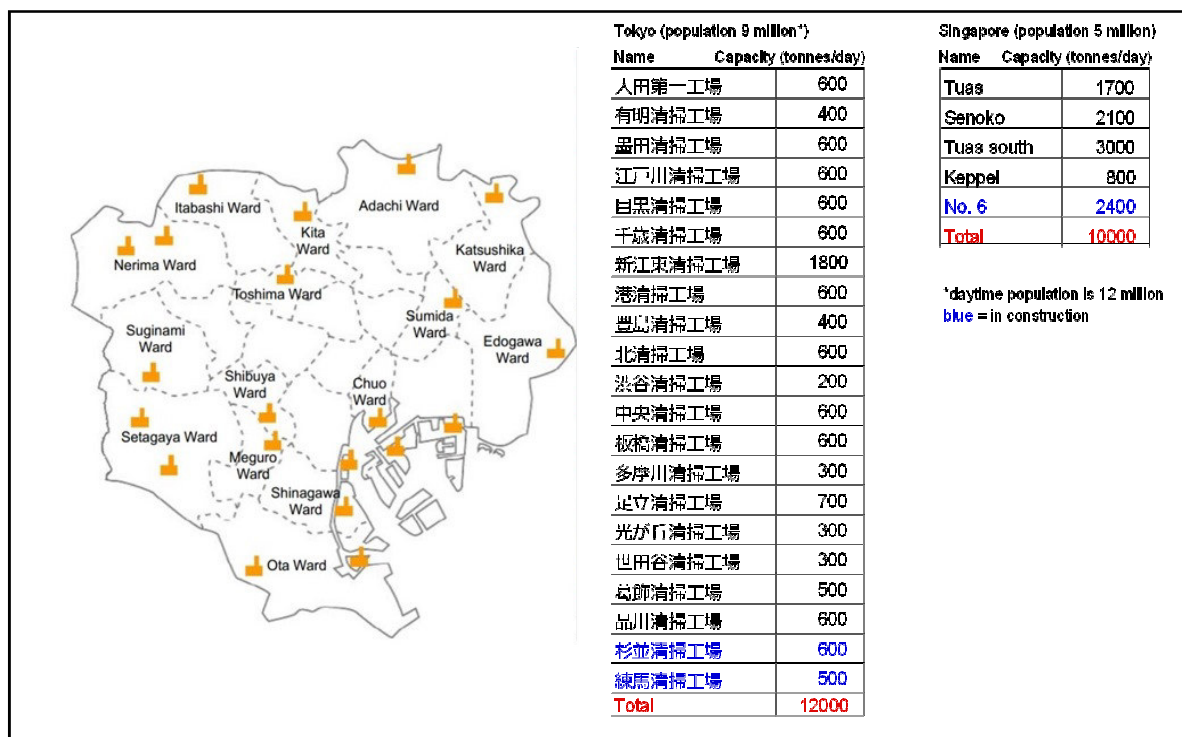 Tokyo (population 9 million*)
Name Capacity (tonnes/day)
大田第一工場 600
有明清掃工場 400
墨田清掃工場 600
江戸川清掃工場 600
目黒清掃工場 600
千歳清掃工場 600
新江東清掃工場 1800
港清掃工場 600
豊島清掃工場 400
北清掃工場 600
渋谷清掃工場 200
中央清掃工場 600
板橋清掃工場 600
多摩川清掃工場 300
足立清掃工場 700
光が丘清掃工場 300
世田谷清掃工場 300
葛飾清掃工場 500
品川清掃工場 600
杉並清掃工場 600
練馬清掃工場 500
Total 12000
Singapore (population 5 million)
Name Capacity (tonnes/day)
Tuas 1700
Senoko 2100
Tuas south 3000
Keppel 800
No. 6 2400
Total 10000
*daytime population is 12 million
blue = in construction
Itabashi Ward
Adachi Ward
Kita
Ward
Katsushika
Ward
Nerima Ward
Toshima Ward
Sumida
Ward
Suginami
Ward
Edogawa
Ward
Shibuya
Ward
Chuo
Ward
Setagaya Ward
Meguro
Ward
Shinagawa
Ward
Ota Ward